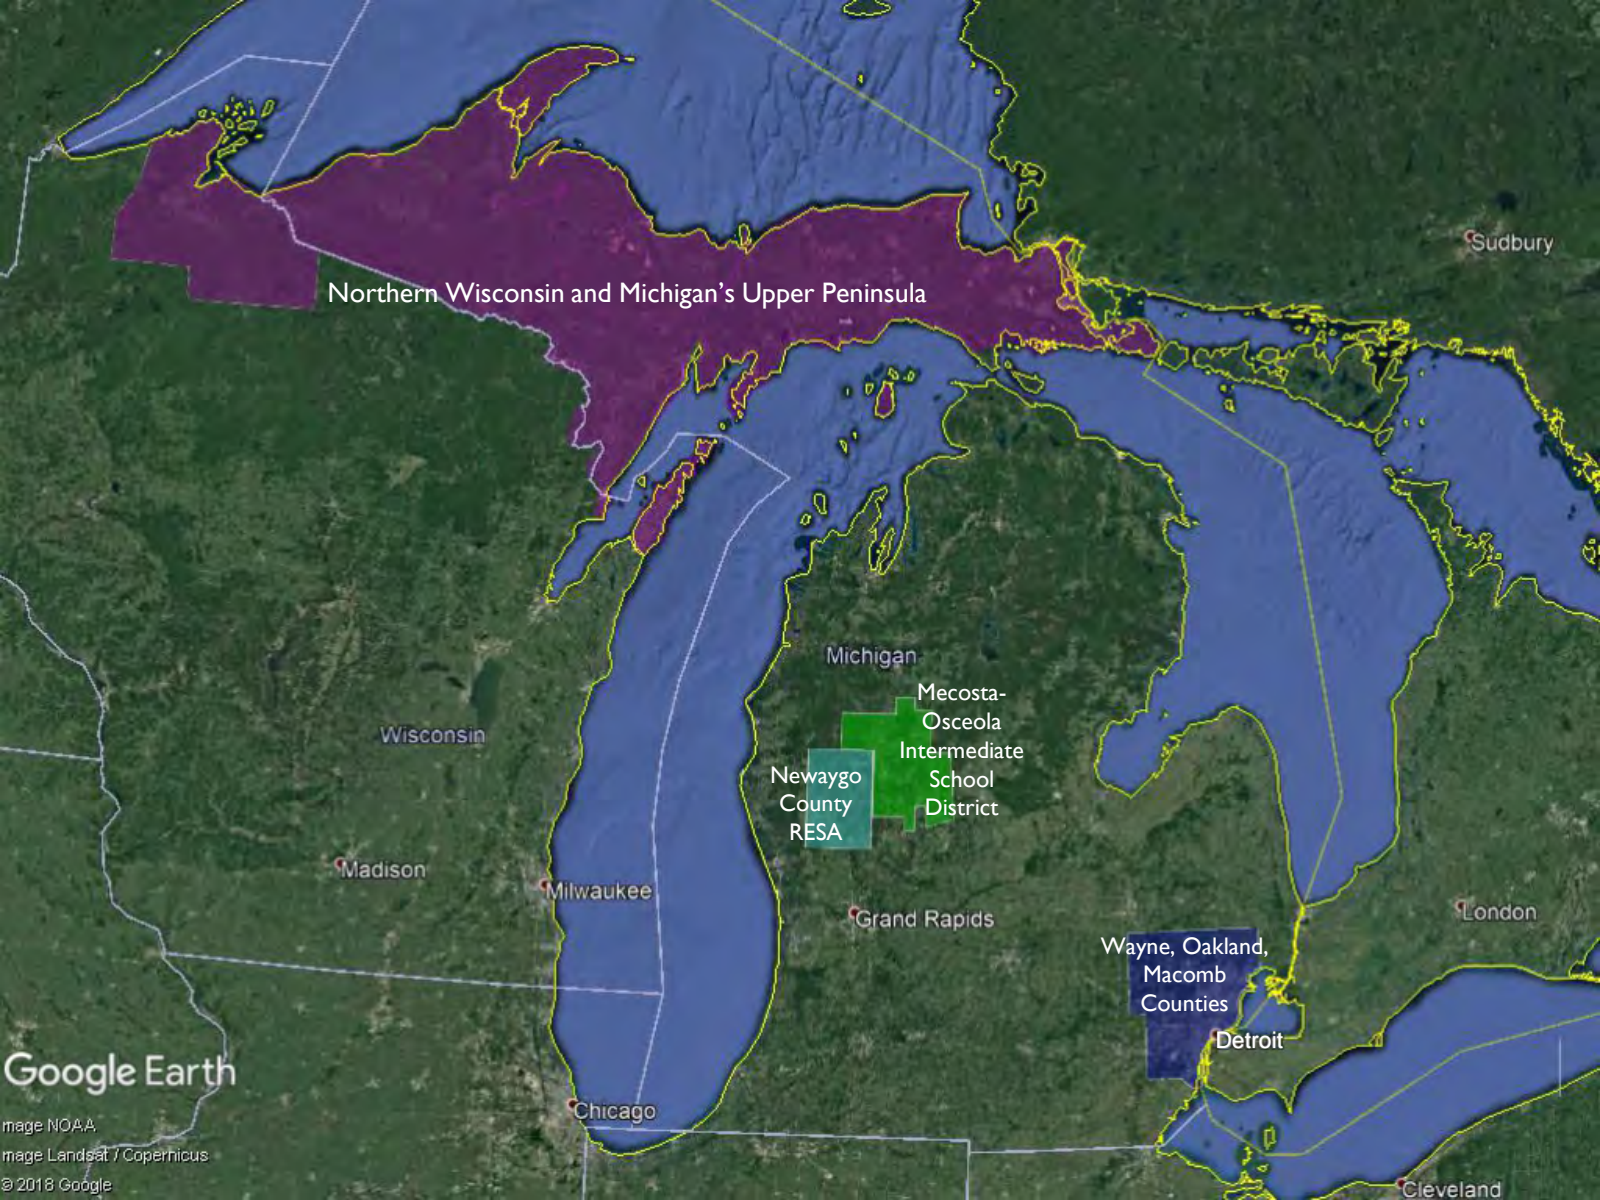 Sudbury
Northern Wisconsin and Michigan's Upper Peninsula
Michigan
Mecosta-
Osceola
Intermediate
School
District
Wisconsin
Newaygo
County
RESA
Madison
Milwaukee
Grand Rapids
London
Wayne, Oakland,
Macomb
Counties
Detroit
Google Earth
Chicago
mage NOAA
mage Landsat / Copernicus
© 2018 Google
Cleveland